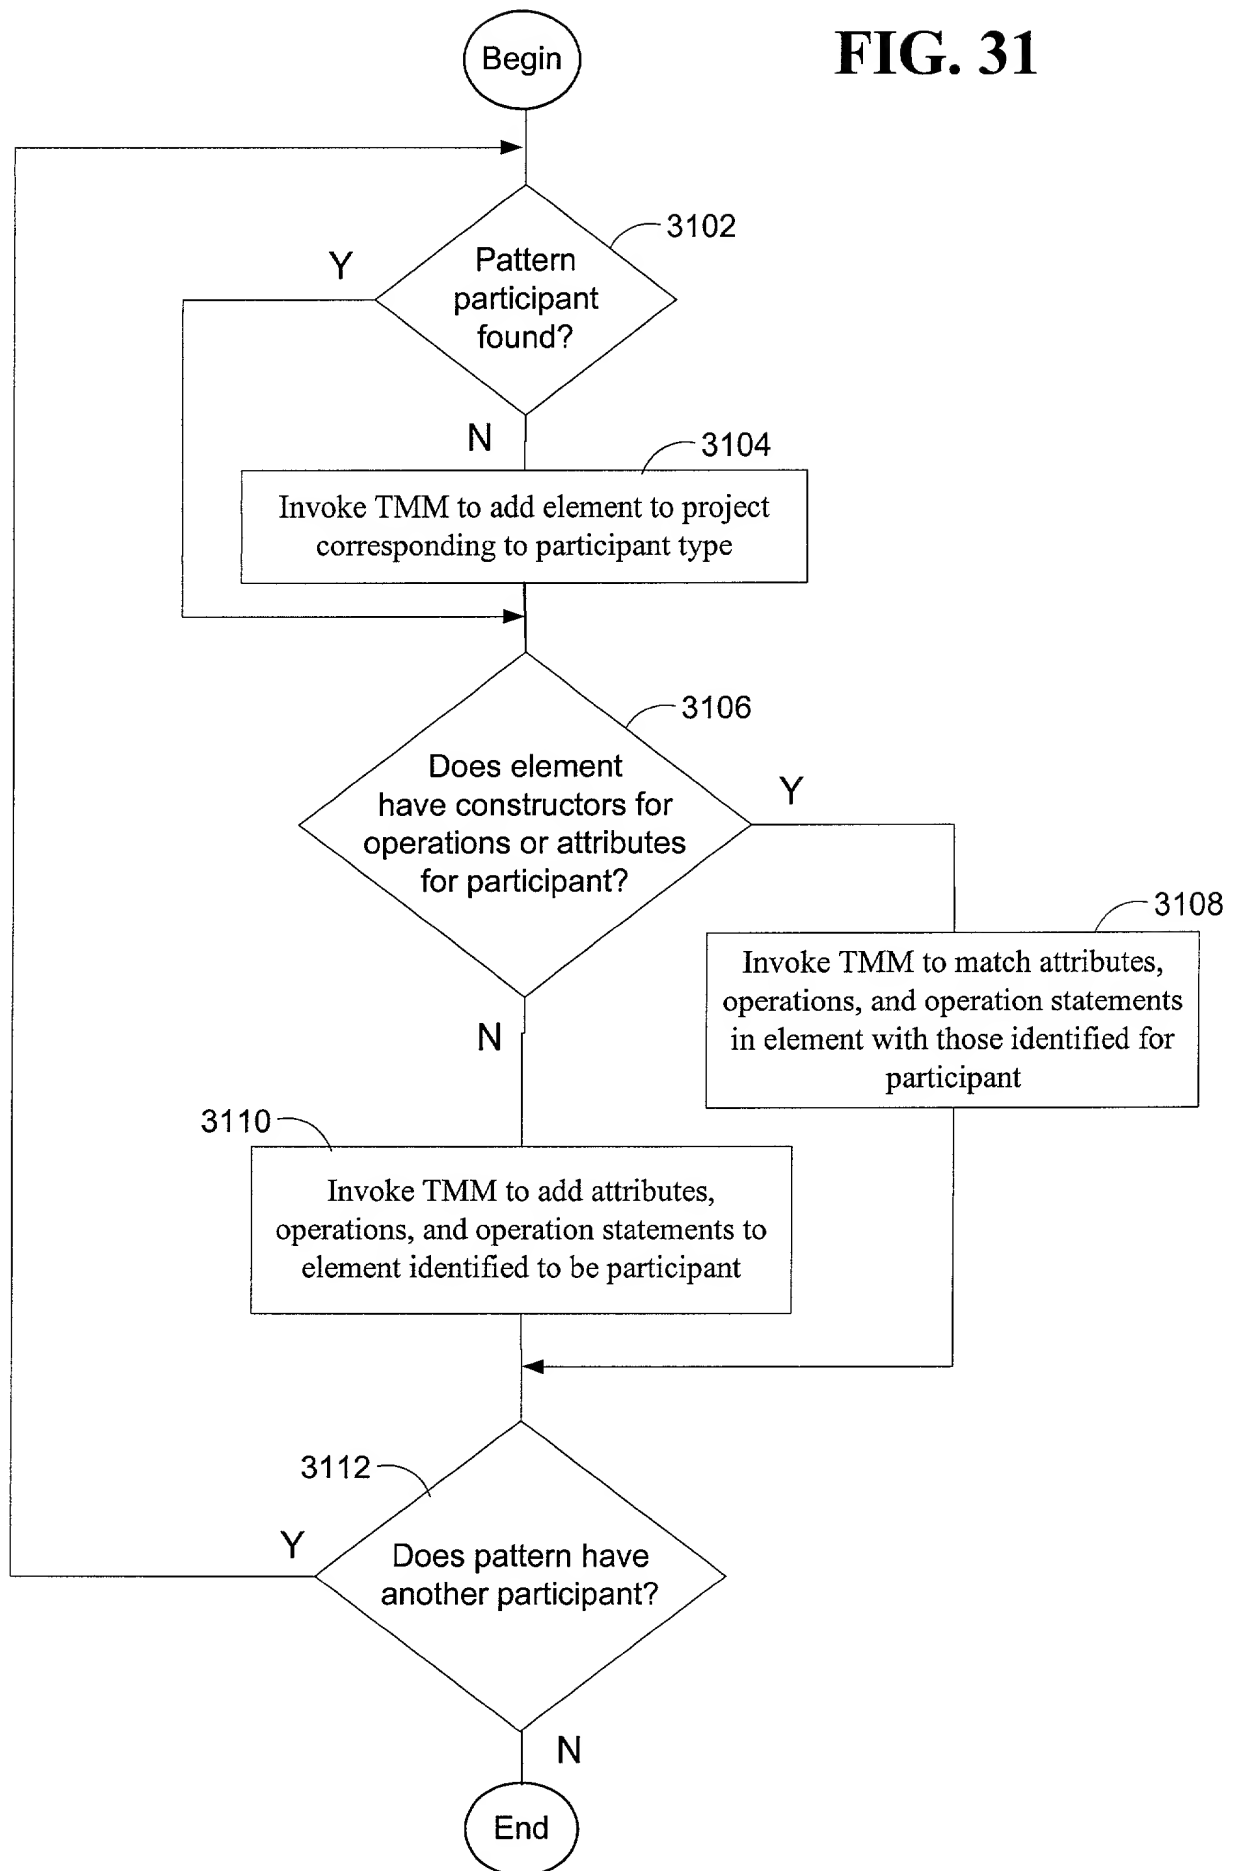 Begin
FIG. 31
3102
Y
Pattern
participant
found?
N
3104
Invoke TMM to add element to project
corresponding to participant type
3106
Does element
have constructors for
operations or attributes
for participant?
Y
3108
Invoke TMM to match attributes,
operations, and operation statements
in element with those identified for
participant
N
3110
Invoke TMM to add attributes,
operations, and operation statements to
element identified to be participant
3112
Y
Does pattern have
another participant?
N
End